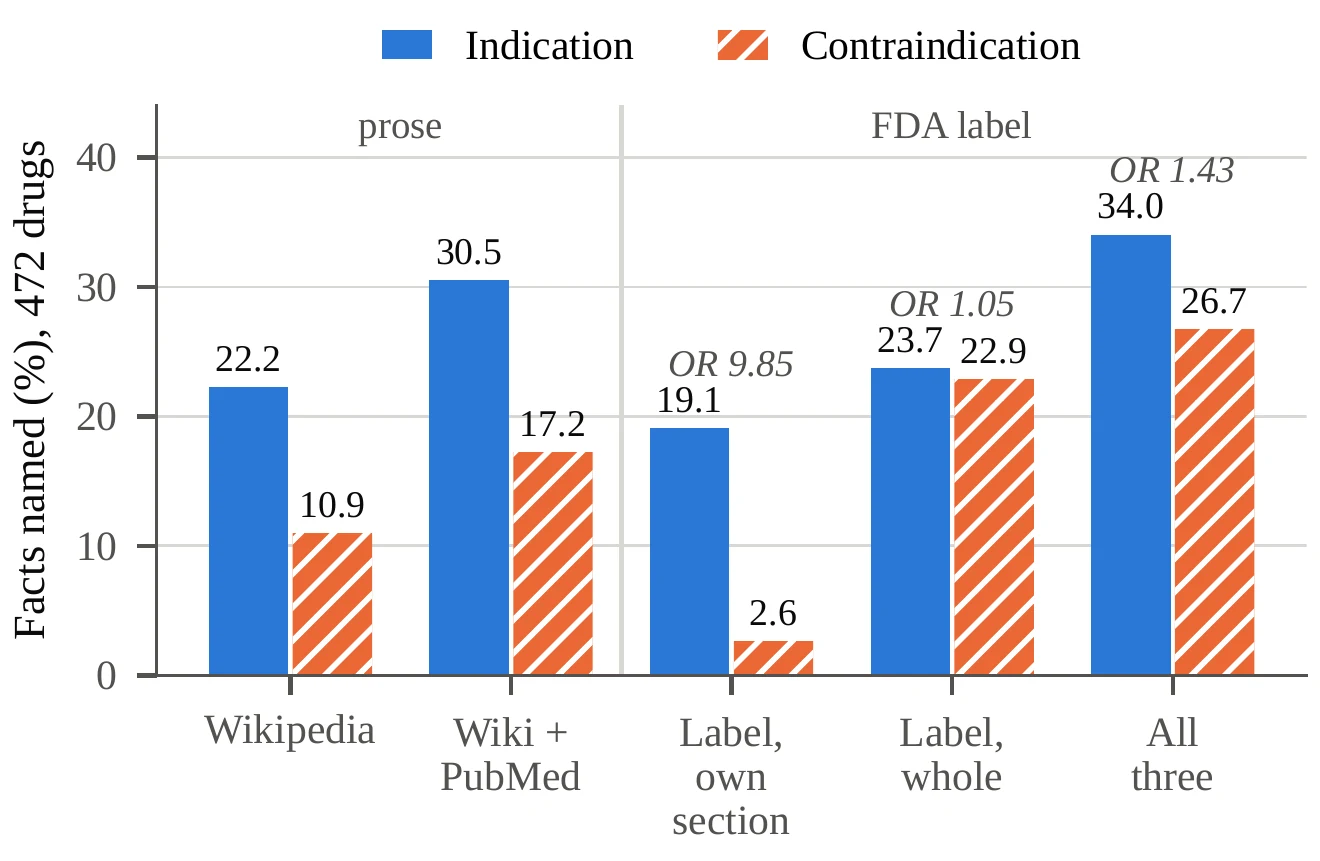 Indication Contraindication
prose FDA label
Facts named (%), 472 drugs
40
30
20
10
0
22.2
10.9
30.5
17.2
OR 9.85
19.1
2.6
OR 1.05
23.7 22.9
OR 1.43
34.0
26.7
Wikipedia
Wiki +
PubMed
Label,
own
section
Label,
whole
All
three